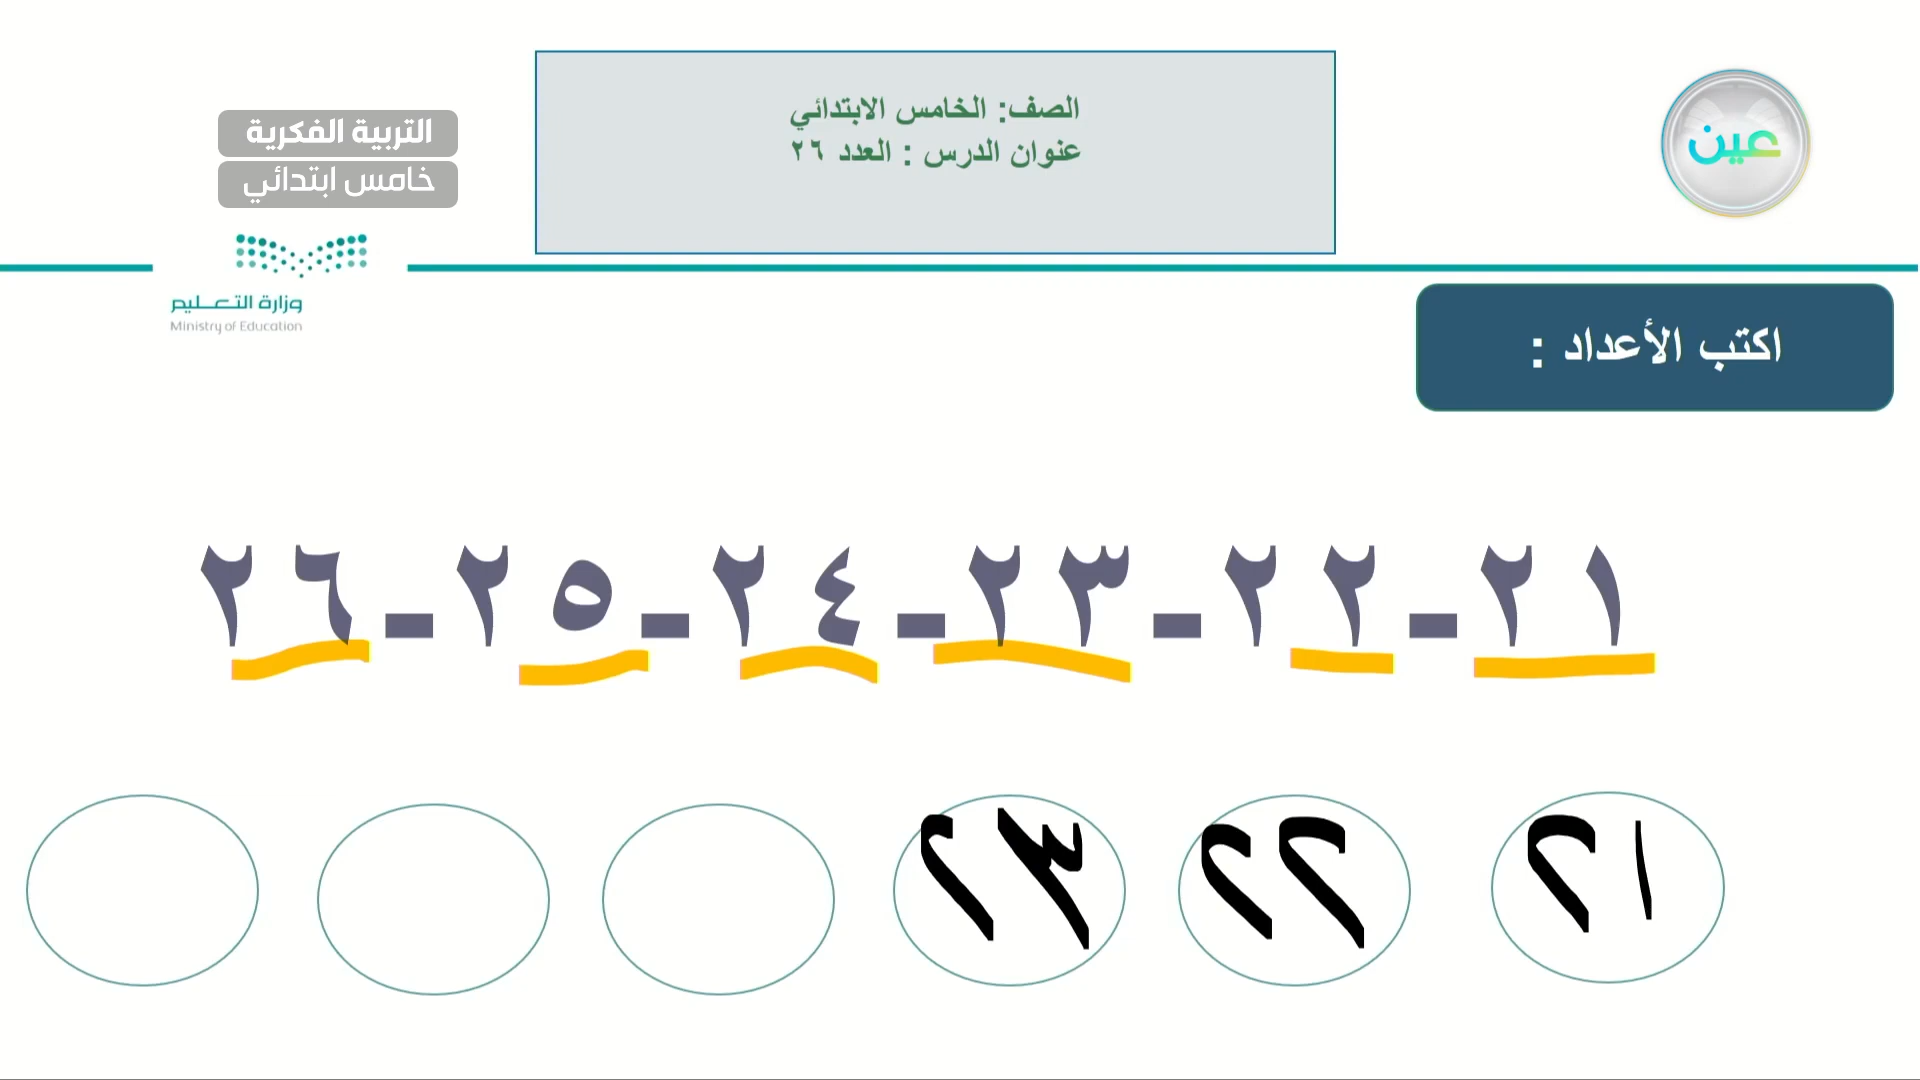 الصف: الخامس الابتدائي
عنوان الدرس : العدد ٢٦
عين
التربية الفكرية
خامس ابتدائي
وزارة التعليم
Ministry of Education
اكتب الأعداد :
٢١-٢٢-٢٣-٢٤-٢٥-٢٦
٢١ ٢٢ ٢٣